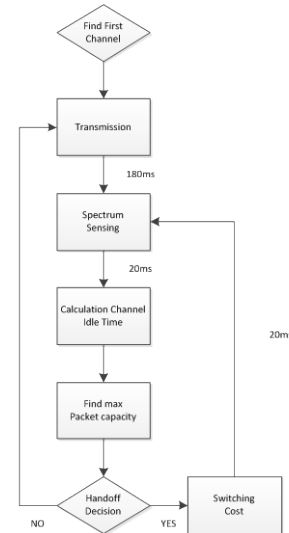 Find First
Channel
Transmission
180ms
Spectrum
Sensing
20ms
Calculation Channel
Idle Time
20m
Find max
Packet capacity
Handoff
Decision
Switching
Cost
NO
YES